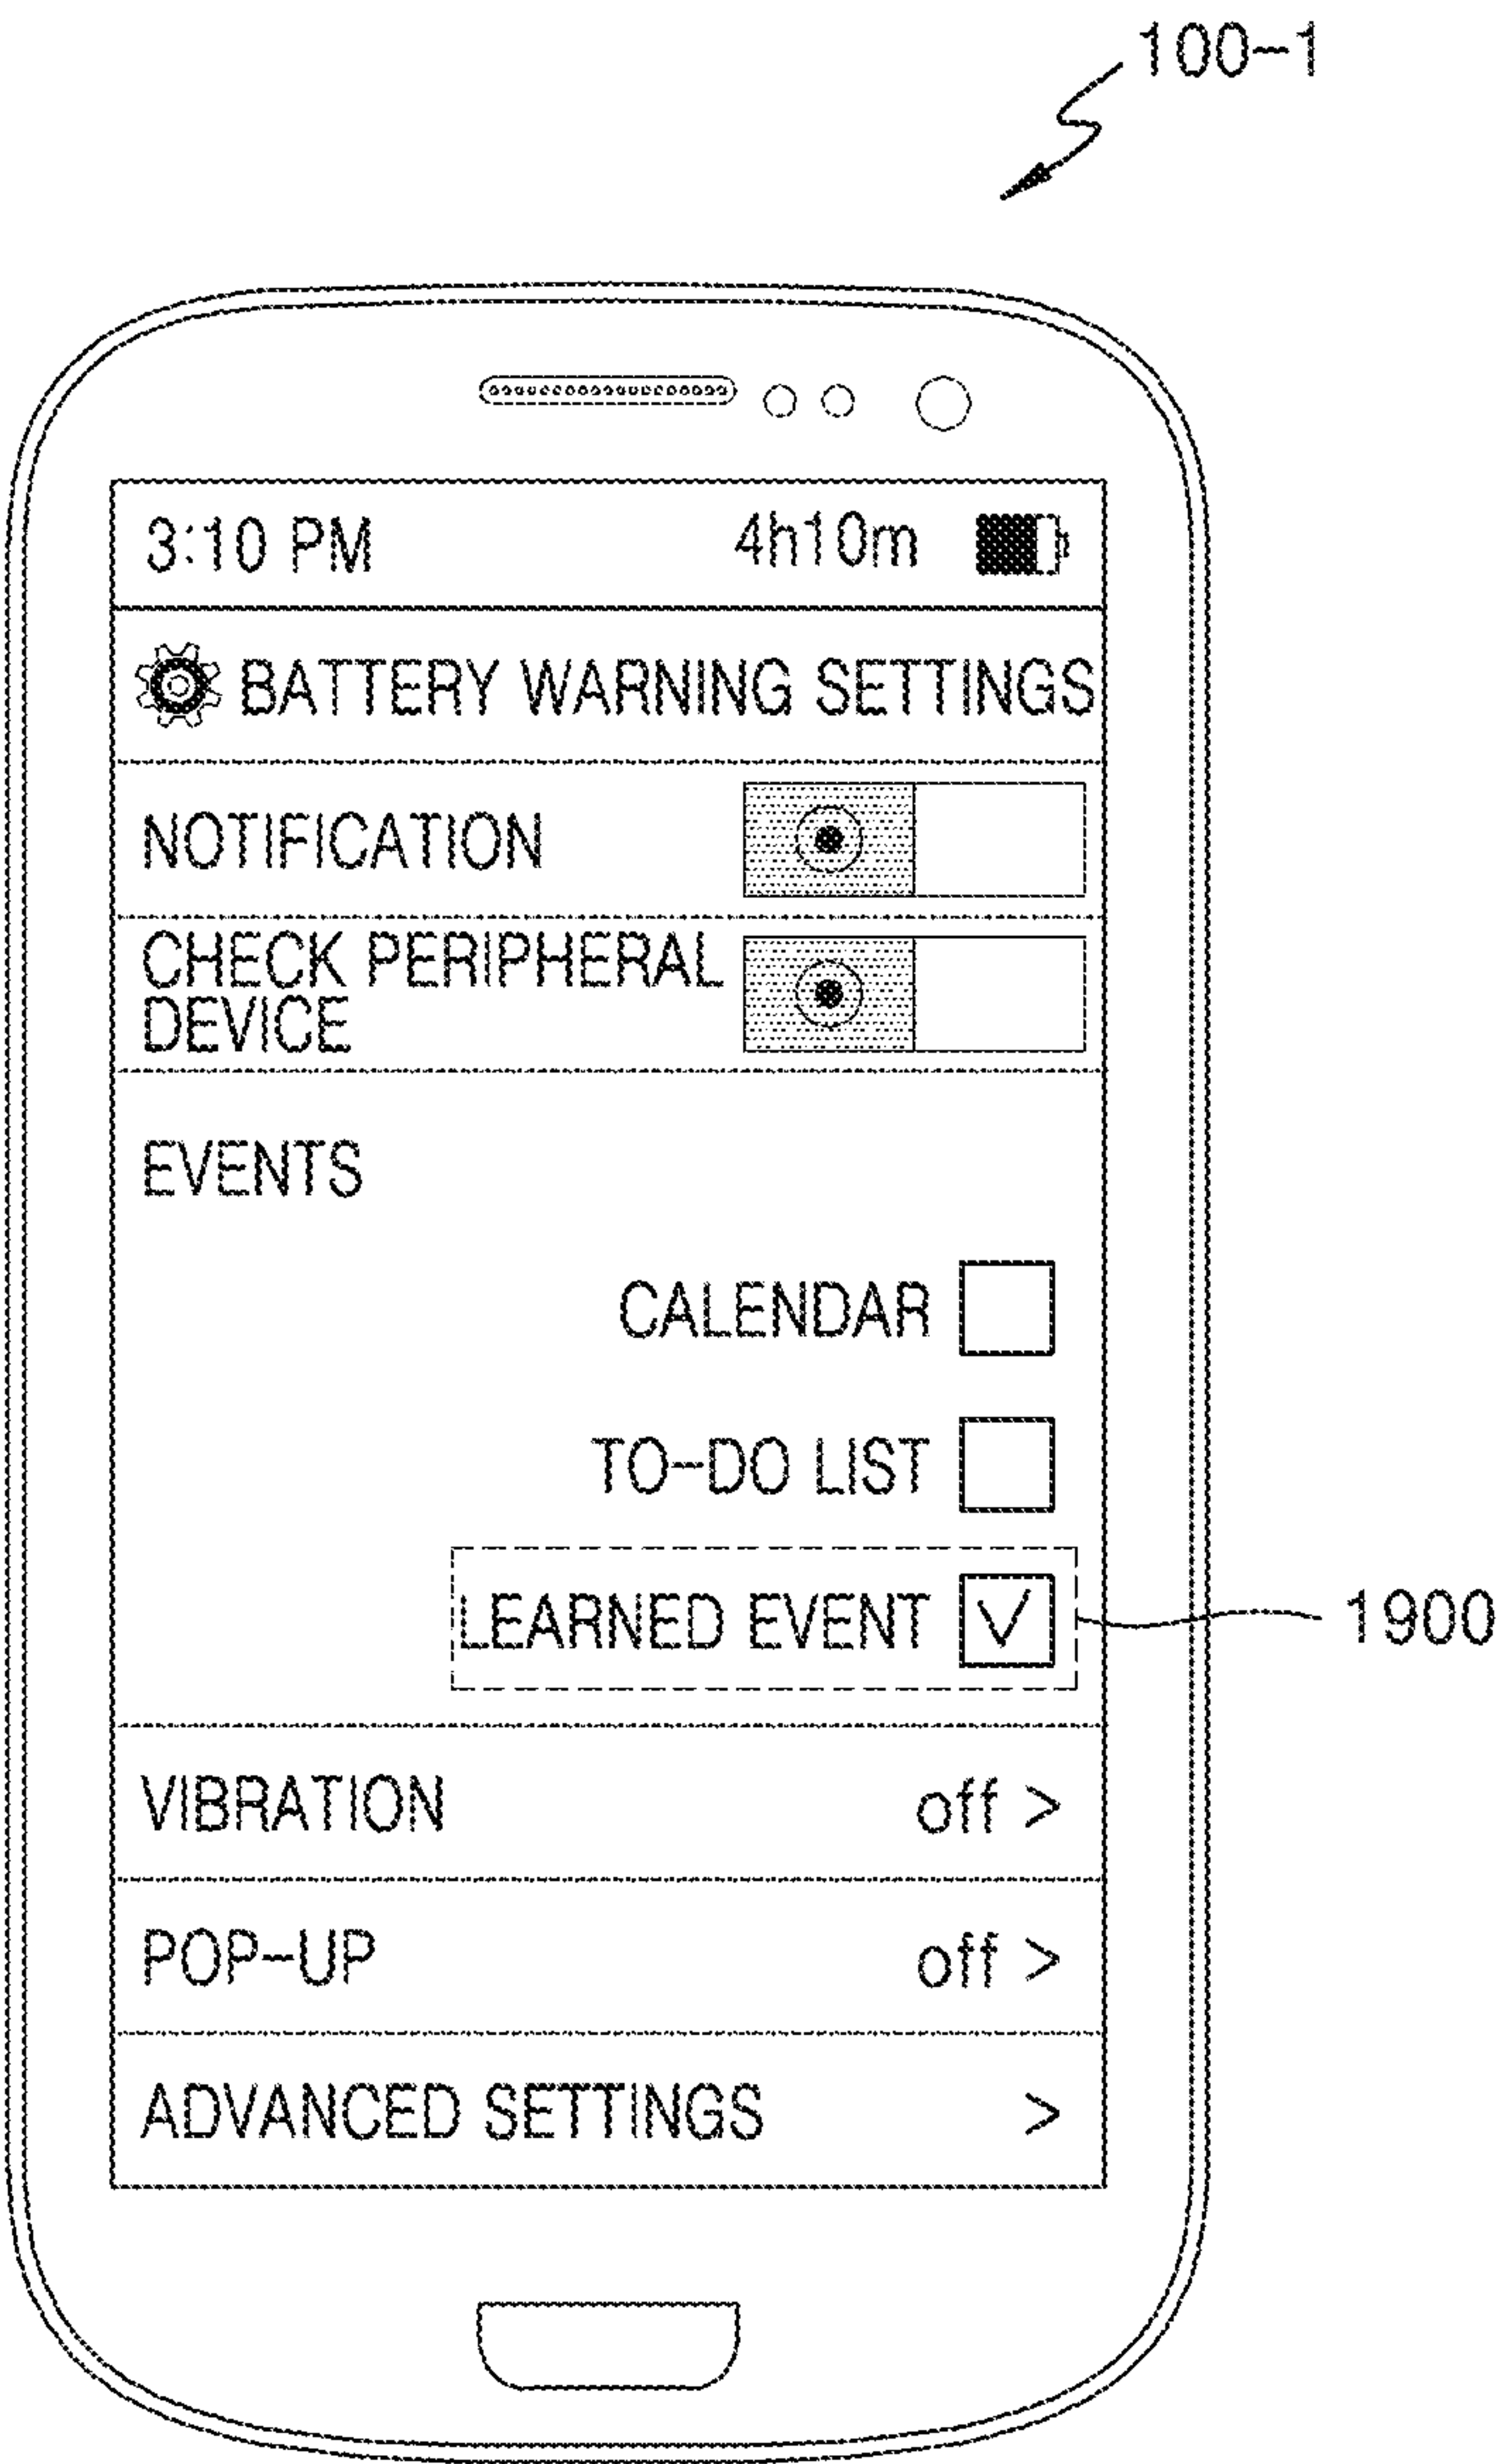 100-1
3:10 PM 4h10m
BATTERY WARNING SETTINGS
NOTIFICATION
CHECK PERIPHERAL
DEVICE
EVENTS
CALENDAR
TO-DO LIST
LEARNED EVENT
1900
VIBRATION off >
POP-UP off >
ADVANCED SETTINGS >